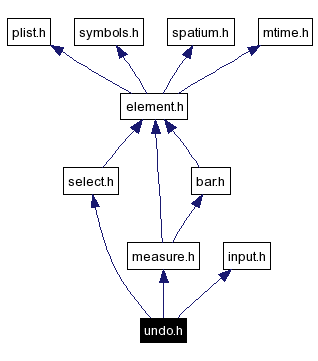 plist.h symbols.h spatium.h mtime.h
element.h
select.h bar.h
measure.h input.h
undo.h